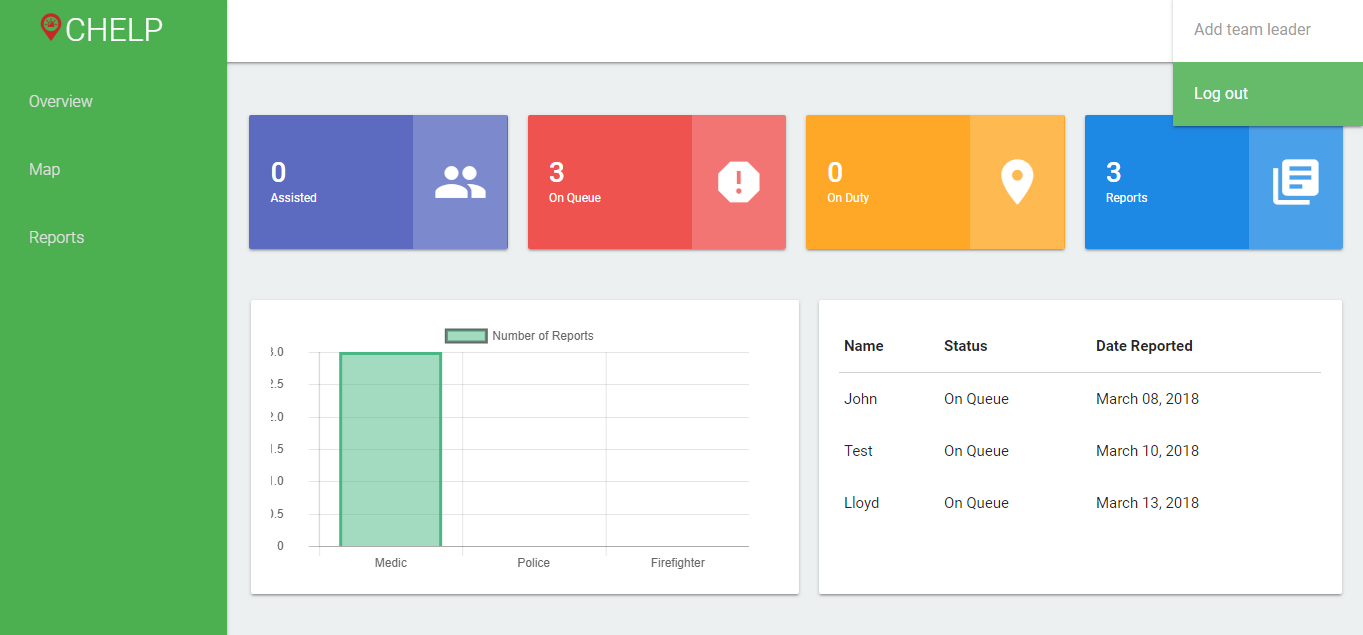 CHELP
Add team leader
Log out
Overview
Map
Reports
0
Assisted
3
On Queue
0
On Duty
3
Reports
Number of Reports
3.0
2.5
2.0
1.5
1.0
0.5
0
Medic Police Firefighter
Name Status Date Reported
John On Queue March 08, 2018
Test On Queue March 10, 2018
Lloyd On Queue March 13, 2018